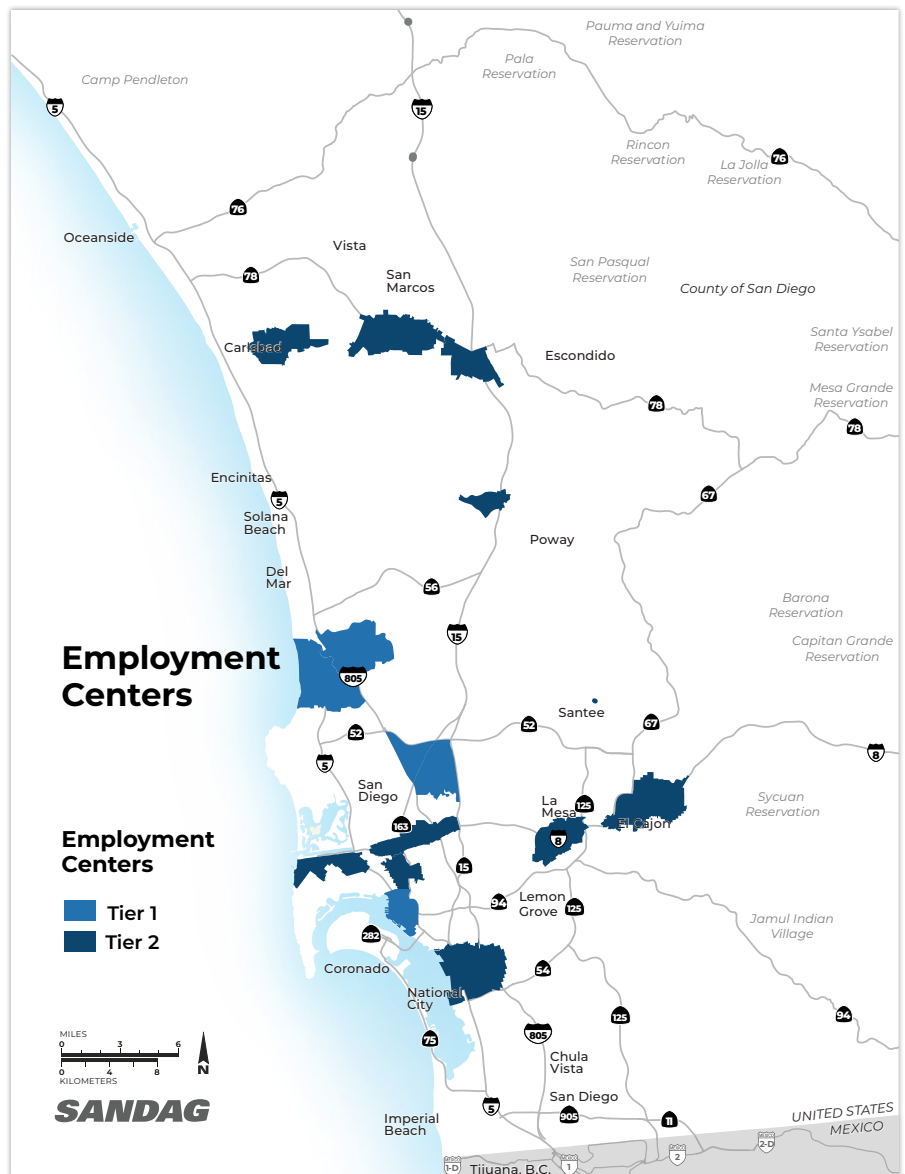 Pauma and Yuima
Reservation
Pala
Reservation
Camp Pendleton
5
15
Rincon
Reservation
La Jolla
Reservation
76
76
Oceanside
Vista
78
San
Marcos
San Pasqual
Reservation
County of San Diego
Santa Ysabel
Reservation
Carlsbad
Escondido
Mesa Grande
Reservation
78
78
Encinitas
5
67
Solana
Beach
Poway
Del
Mar
56
Barona
Reservation
15
Capitan Grande
Reservation
Employment
Centers
805
Santee
52
52
67
5
8
San
Diego
La
Mesa
125
Sycuan
Reservation
163
El Cajon
8
Employment
Centers
15
Tier 1
Tier 2
94
Lemon
Grove
125
Jamul Indian
Village
282
Coronado
54
National
City
125
94
75
805
MILES
0 3 6
0 4 8
KILOMETERS
N
Chula
Vista
San Diego
SANDAG
5
905
11
Imperial
Beach
UNITED STATES
MEXICO
1-D
Tijuana, B.C.
1
2
2-D